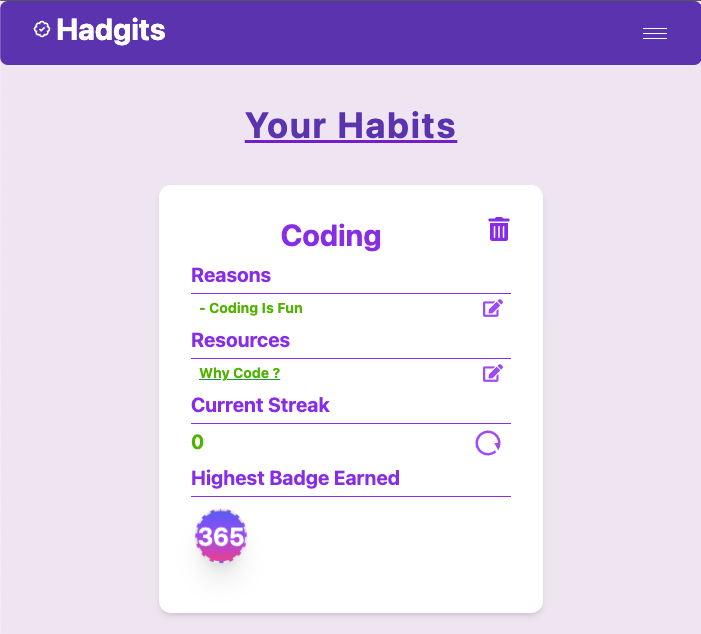 Hadgits
Your Habits
Coding
Reasons
- Coding Is Fun
Resources
Why Code ?
Current Streak
0
Highest Badge Earned
365